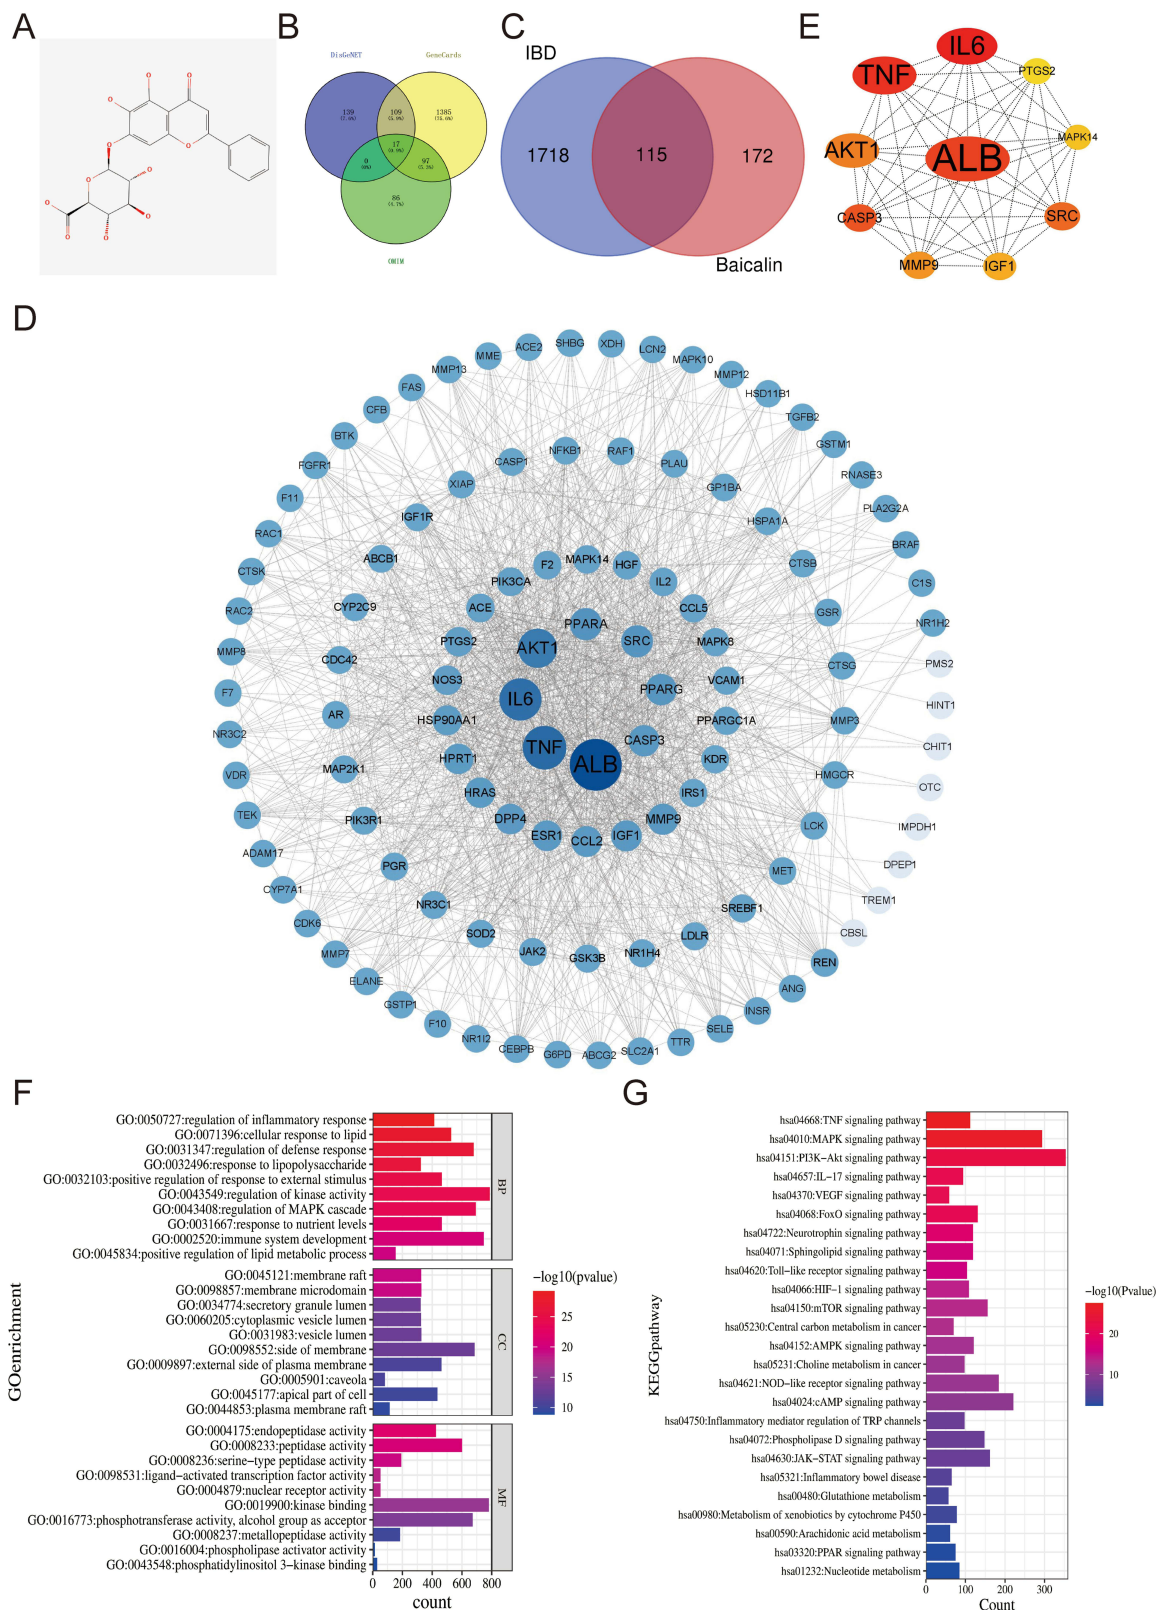 A
B
C
E
DisGeNET
GeneCards
139
(7.6%)
109
(5.9%)
1385
(75.6%)
17
(0.9%)
0
(0%)
97
(5.3%)
86
(4.7%)
OMIM
IBD
1718
115
172
Baicalin
IL6
TNF
PTGS2
MAPK14
AKT1
ALB
CASP3
SRC
MMP9
IGF1
D
SHBG
XDH
ACE2
LCN2
MME
MAPK10
MMP13
MMP12
FAS
HSD11B1
CFB
TGFB2
BTK
GSTM1
FGFR1
RNASE3
F11
PLA2G2A
RAC1
BRAF
CTSK
C1S
RAC2
NR1H2
MMP8
PMS2
F7
HINT1
NR3C2
CHIT1
VDR
OTC
TEK
IMPDH1
ADAM17
DPEP1
CYP7A1
TREM1
CDK6
CBSL
MMP7
REN
ELANE
ANG
GSTP1
INSR
F10
SELE
NR1I2
TTR
CEBPB
G6PD
ABCG2
SLC2A1
NFKB1
RAF1
CASP1
PLAU
XIAP
GP1BA
IGF1R
HSPA1A
ABCB1
CTSB
CYP2C9
GSR
CDC42
CTSG
AR
MMP3
MAP2K1
HMGCR
PIK3R1
LCK
PGR
MET
NR3C1
SREBF1
SOD2
LDLR
JAK2
GSK3B
NR1H4
F2
MAPK14
HGF
PIK3CA
IL2
ACE
CCL5
PTGS2
MAPK8
NOS3
VCAM1
HSP90AA1
PPARGC1A
HPRT1
KDR
HRAS
IRS1
DPP4
MMP9
ESR1
CCL2
IGF1
PPARA
AKT1
SRC
IL6
PPARG
TNF
CASP3
ALB
F
GOenrichment
GO:0050727:regulation of inflammatory response
GO:0071396:cellular response to lipid
GO:0031347:regulation of defense response
GO:0032496:response to lipopolysaccharide
GO:0032103:positive regulation of response to external stimulus
GO:0043549:regulation of kinase activity
GO:0043408:regulation of MAPK cascade
GO:0031667:response to nutrient levels
GO:0002520:immune system development
GO:0045834:positive regulation of lipid metabolic process
BP
GO:0045121:membrane raft
GO:0098857:membrane microdomain
GO:0034774:secretory granule lumen
GO:0060205:cytoplasmic vesicle lumen
GO:0031983:vesicle lumen
GO:0098552:side of membrane
GO:0009897:external side of plasma membrane
GO:0005901:caveola
GO:0045177:apical part of cell
GO:0044853:plasma membrane raft
CC
GO:0004175:endopeptidase activity
GO:0008233:peptidase activity
GO:0008236:serine−type peptidase activity
GO:0098531:ligand−activated transcription factor activity
GO:0004879:nuclear receptor activity
GO:0019900:kinase binding
GO:0016773:phosphotransferase activity, alcohol group as acceptor
GO:0008237:metallopeptidase activity
GO:0016004:phospholipase activator activity
GO:0043548:phosphatidylinositol 3−kinase binding
MF
0 200 400 600 800
count
−log10(pvalue)
25
20
15
10
G
KEGGpathway
hsa04668:TNF signaling pathway
hsa04010:MAPK signaling pathway
hsa04151:PI3K−Akt signaling pathway
hsa04657:IL−17 signaling pathway
hsa04370:VEGF signaling pathway
hsa04068:FoxO signaling pathway
hsa04722:Neurotrophin signaling pathway
hsa04071:Sphingolipid signaling pathway
hsa04620:Toll−like receptor signaling pathway
hsa04066:HIF−1 signaling pathway
hsa04150:mTOR signaling pathway
hsa05230:Central carbon metabolism in cancer
hsa04152:AMPK signaling pathway
hsa05231:Choline metabolism in cancer
hsa04621:NOD−like receptor signaling pathway
hsa04024:cAMP signaling pathway
hsa04750:Inflammatory mediator regulation of TRP channels
hsa04072:Phospholipase D signaling pathway
hsa04630:JAK−STAT signaling pathway
hsa05321:Inflammatory bowel disease
hsa00480:Glutathione metabolism
hsa00980:Metabolism of xenobiotics by cytochrome P450
hsa00590:Arachidonic acid metabolism
hsa03320:PPAR signaling pathway
hsa01232:Nucleotide metabolism
0 100 200 300
Count
−log10(Pvalue)
20
10